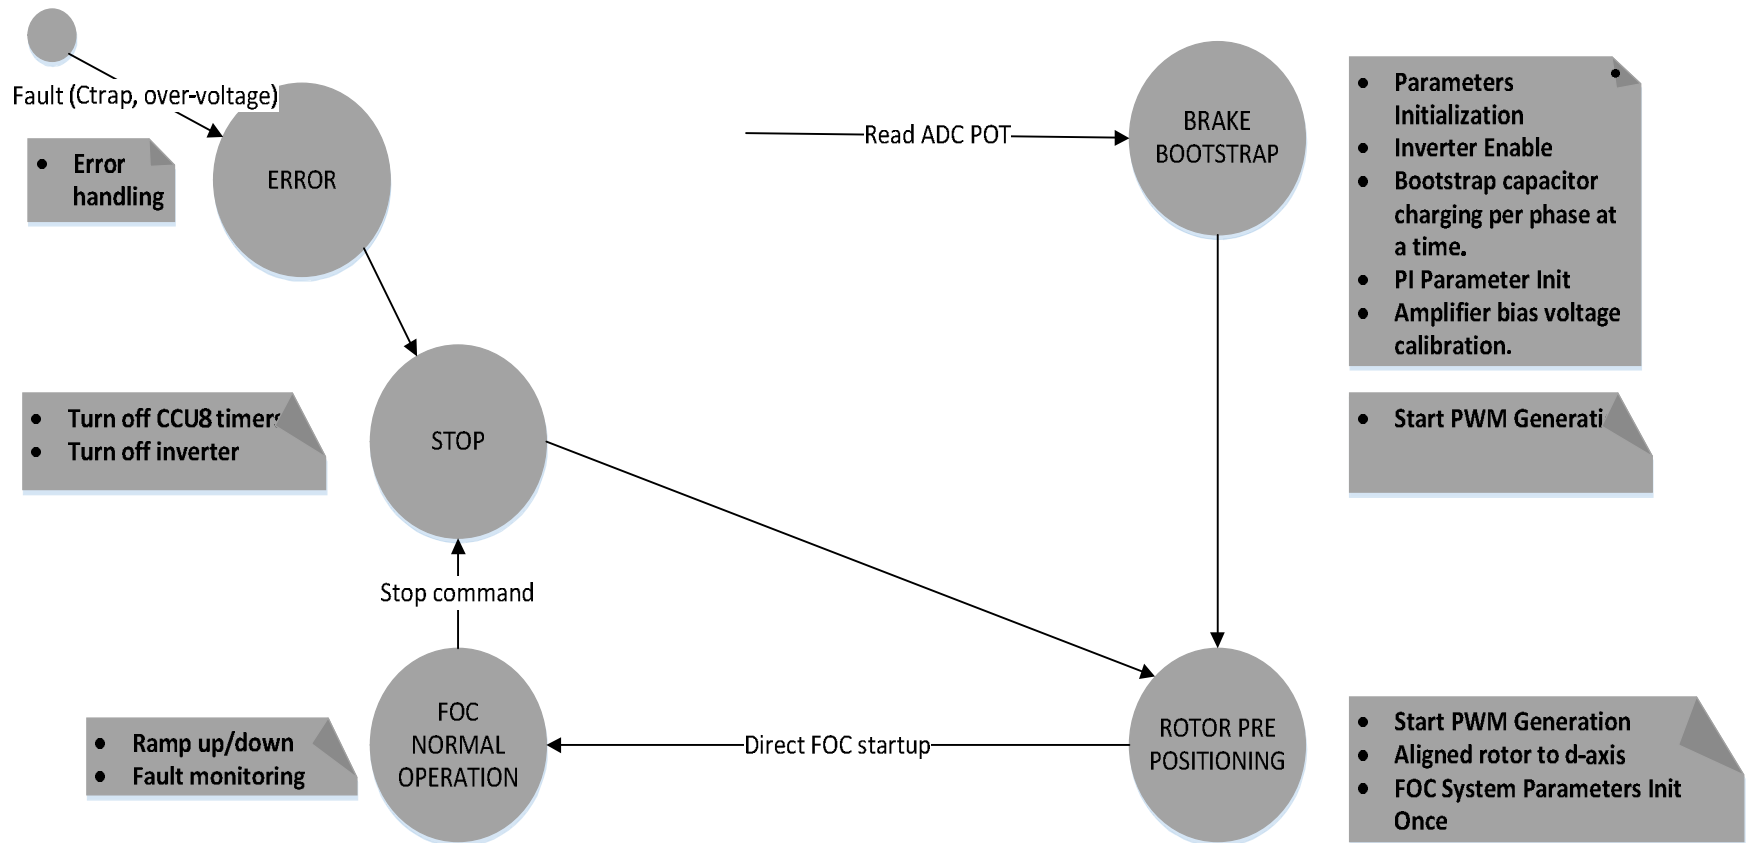 Fault (Ctrap, over-voltage)
• Error
handling
ERROR
Read ADC POT
BRAKE
BOOTSTRAP
• Parameters
Initialization
• Inverter Enable
• Bootstrap capacitor
charging per phase at
a time.
• PI Parameter Init
• Amplifier bias voltage
calibration.
• Turn off CCU8 timers
• Turn off inverter
STOP
• Start PWM Generati
Stop command
• Ramp up/down
• Fault monitoring
FOC
NORMAL
OPERATION
Direct FOC startup
ROTOR PRE
POSITIONING
• Start PWM Generation
• Aligned rotor to d-axis
• FOC System Parameters Init
Once